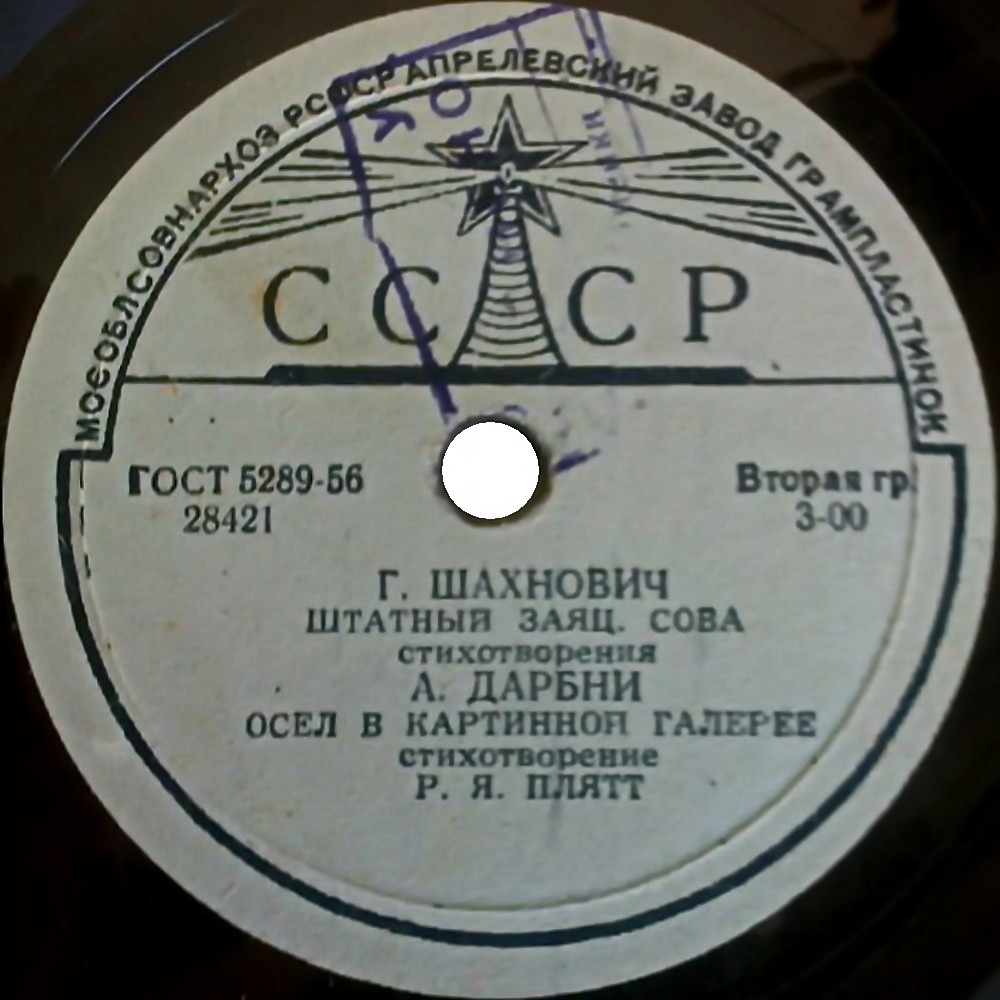 МОСОБЛСОВНАРХОЗ РСФСР АПРЕЛЕВСКИЙ ЗАВОД ГРАМПЛАСТИНОК
СССР
ГОСТ 5289-56
28421
Вторая гр.
3-00
Г. ШАХНОВИЧ
ШТАТНЫЙ ЗАЯЦ. СОВА
стихотворения
А. ДАРБНИ
ОСЕЛ В КАРТИННОЙ ГАЛЕРЕЕ
стихотворение
Р. Я. ПЛЯТТ